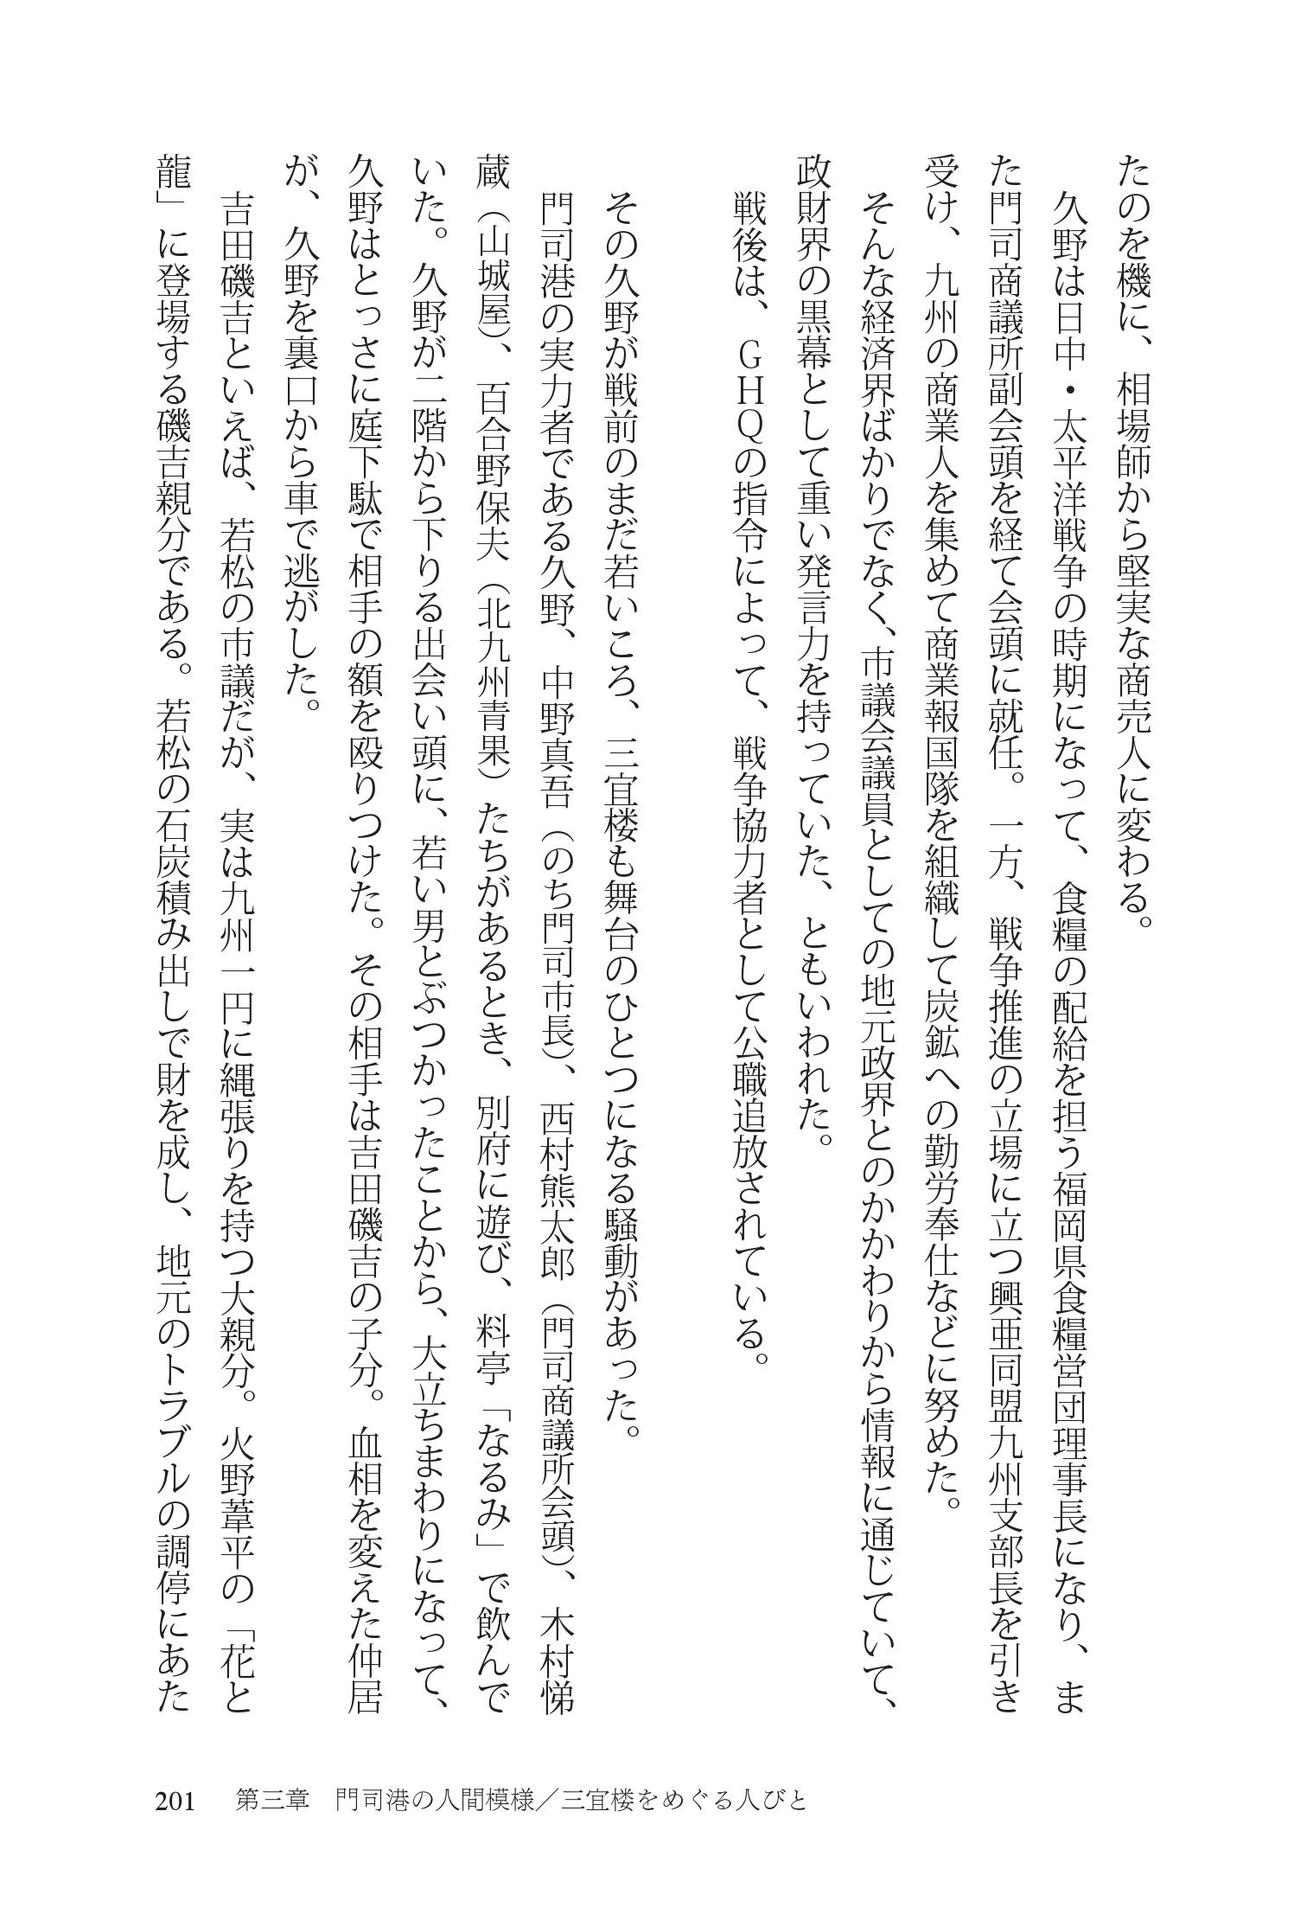 たのを機に、相場師から堅実な商売人に変わる。
　久野は日中・太平洋戦争の時期になって、食糧の配給を担う福岡県食糧営団理事長になり、ま
た門司商議所副会頭を経て会頭に就任。一方、戦争推進の立場に立つ興亜同盟九州支部長を引き
受け、九州の商業人を集めて商業報国隊を組織して炭鉱への勤労奉仕などに努めた。
　そんな経済界ばかりでなく、市議会議員としての地元政界とのかかわりから情報に通じていて、
政財界の黒幕として重い発言力を持っていた、ともいわれた。
　戦後は、ＧＨＱの指令によって、戦争協力者として公職追放されている。
　その久野が戦前のまだ若いころ、三宜楼も舞台のひとつになる騒動があった。
　門司港の実力者である久野、中野真吾（のち門司市長）、西村熊太郎（門司商議所会頭）、木村悌
蔵（山城屋）、百合野保夫（北九州青果）たちがあるとき、別府に遊び、料亭「なるみ」で飲んで
いた。久野が二階から下りる出会い頭に、若い男とぶつかったことから、大立ちまわりになって、
久野はとっさに庭下駄で相手の額を殴りつけた。その相手は吉田磯吉の子分。血相を変えた仲居
が、久野を裏口から車で逃がした。
　吉田磯吉といえば、若松の市議だが、実は九州一円に縄張りを持つ大親分。火野葦平の「花と
龍」に登場する磯吉親分である。若松の石炭積み出しで財を成し、地元のトラブルの調停にあた
201　第三章　門司港の人間模様／三宜楼をめぐる人びと